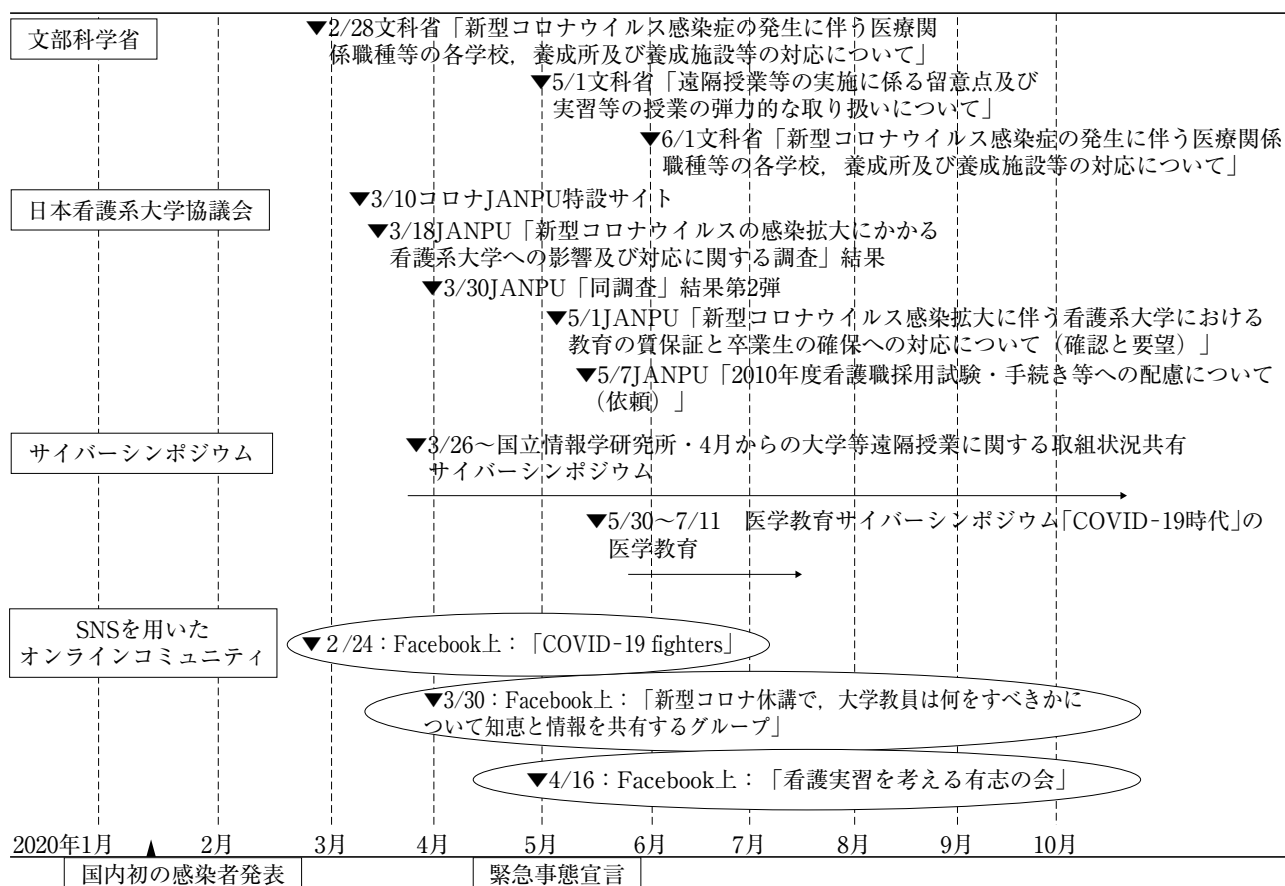 文部科学省
▼2/28文科省「新型コロナウイルス感染症の発生に伴う医療関
係職種等の各学校，養成所及び養成施設等の対応について」
▼5/1文科省「遠隔授業等の実施に係る留意点及び
実習等の授業の弾力的な取り扱いについて」
▼6/1文科省「新型コロナウイルス感染症の発生に伴う医療関係
職種等の各学校，養成所及び養成施設等の対応について」
日本看護系大学協議会
▼3/10コロナJANPU特設サイト
▼3/18JANPU「新型コロナウイルスの感染拡大にかかる
看護系大学への影響及び対応に関する調査」結果
▼3/30JANPU「同調査」結果第2弾
▼5/1JANPU「新型コロナウイルス感染拡大に伴う看護系大学における
教育の質保証と卒業生の確保への対応について（確認と要望）」
▼5/7JANPU「2010年度看護職採用試験・手続き等への配慮について
（依頼）」
サイバーシンポジウム
▼3/26～国立情報学研究所・4月からの大学等遠隔授業に関する取組状況共有
サイバーシンポジウム
▼5/30～7/11　医学教育サイバーシンポジウム「COVID-19時代」の
医学教育
SNSを用いた
オンラインコミュニティ
▼2/24：Facebook上：「COVID-19 fighters」
▼3/30：Facebook上：「新型コロナ休講で，大学教員は何をすべきかに
ついて知恵と情報を共有するグループ」
▼4/16：Facebook上：「看護実習を考える有志の会」
2020年1月 ▲ 2月 3月 4月 5月 6月 7月 8月 9月 10月
国内初の感染者発表 緊急事態宣言